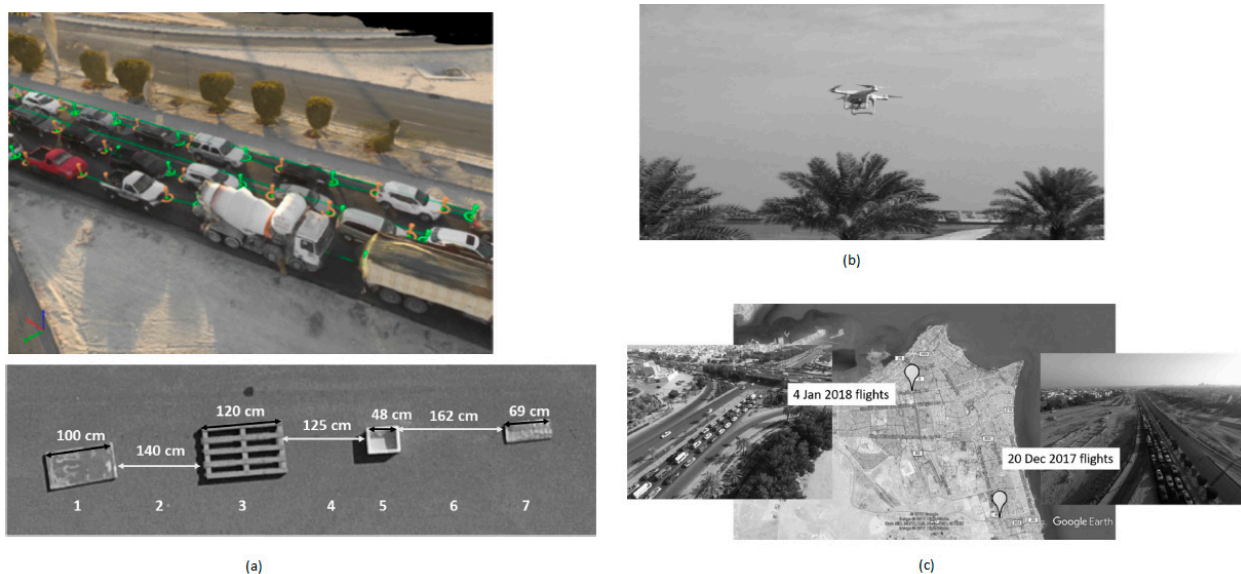 120 cm
48 cm
162 cm
69 cm
125 cm
100 cm
140 cm
1 2 3 4 5 6 7
(a)
(b)
4 Jan 2018 flights
20 Dec 2017 flights
Google Earth
(c)